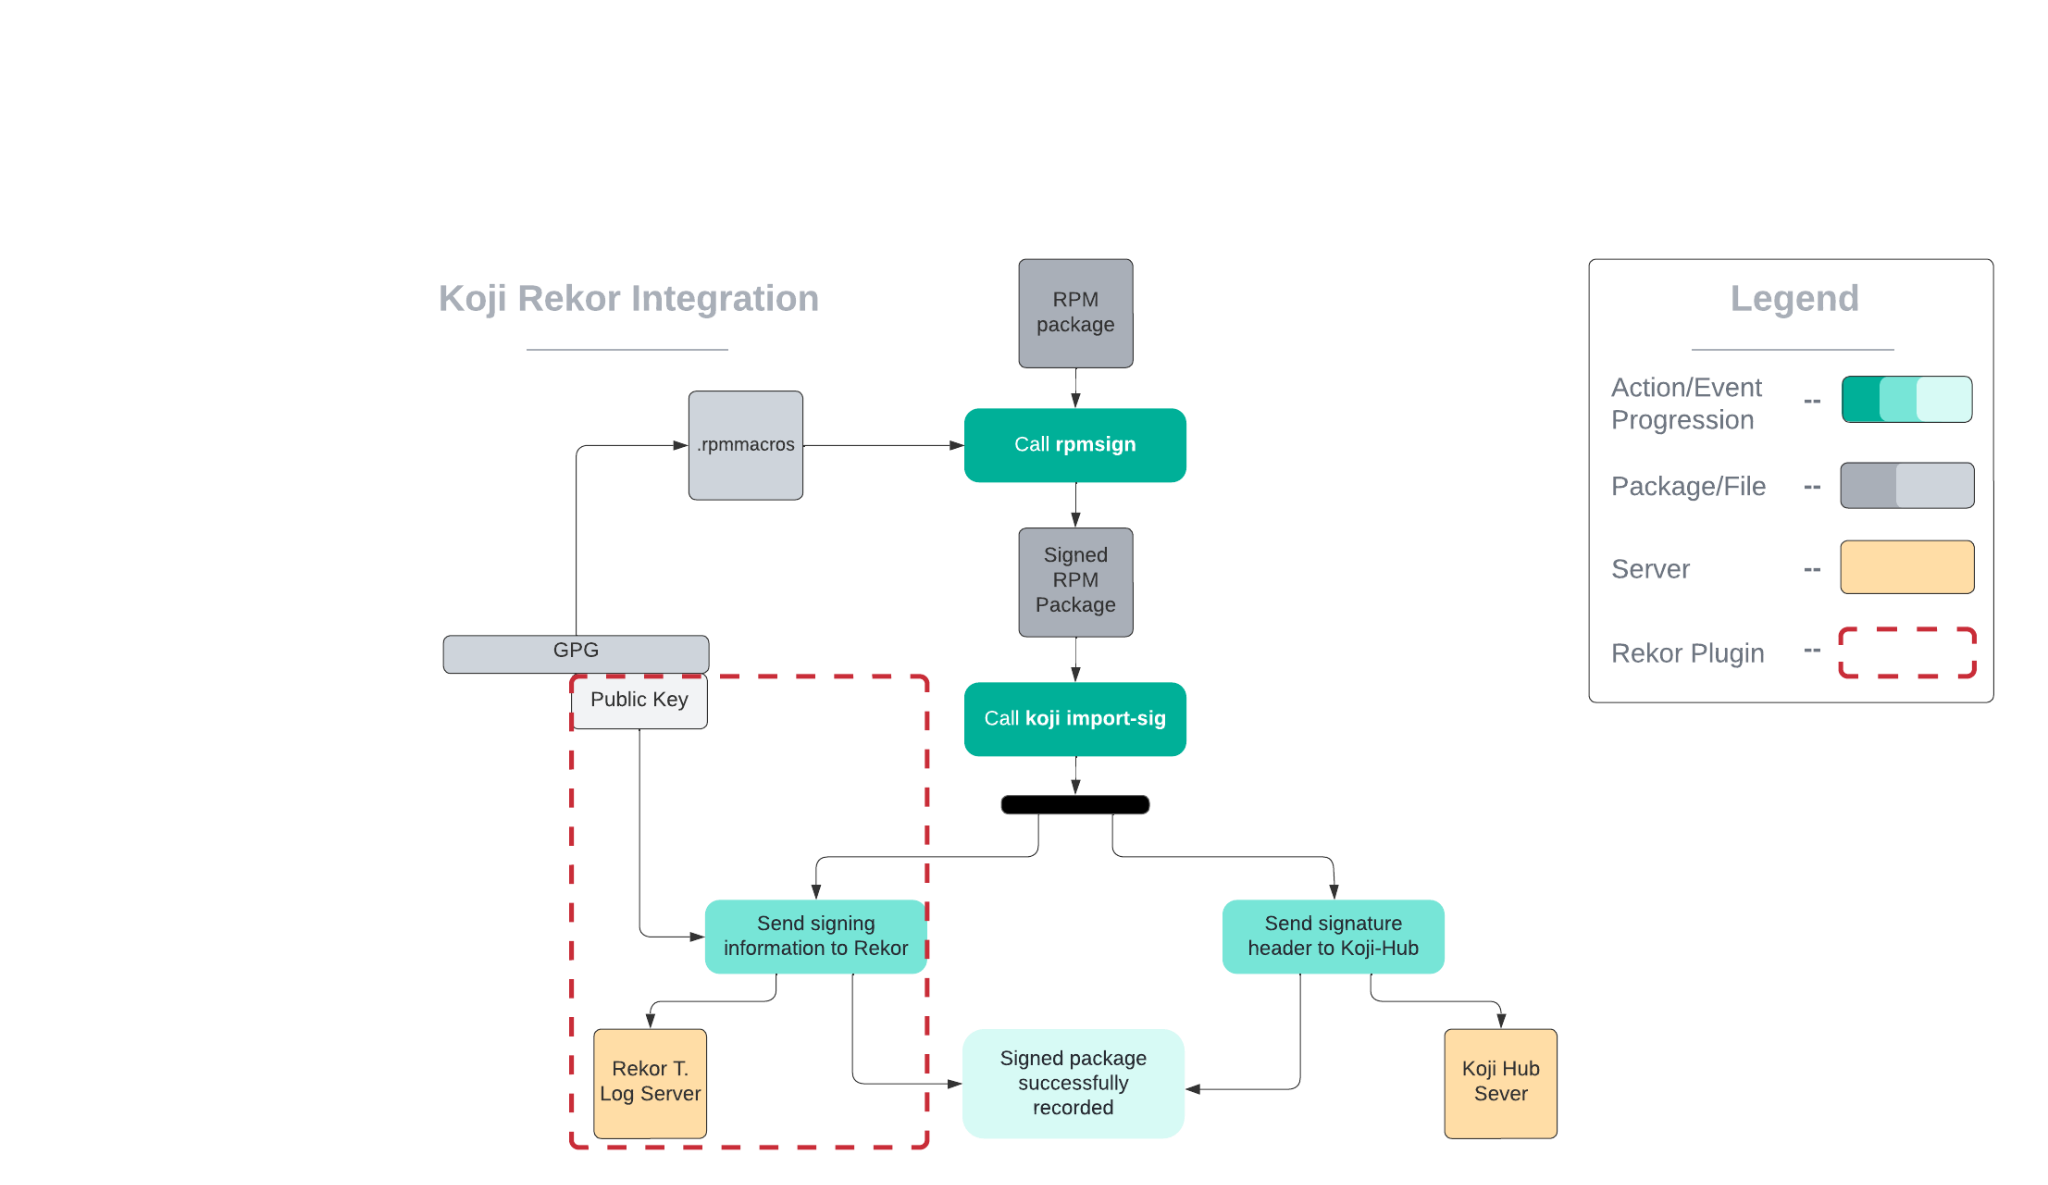 Koji Rekor Integration
RPM
package
.rpmmacros
Call rpmsign
Signed
RPM
Package
GPG
Public Key
Call koji import-sig
Send signing
information to Rekor
Send signature
header to Koji-Hub
Rekor T.
Log Server
Signed package
successfully
recorded
Koji Hub
Sever
Legend
Action/Event
Progression --
Package/File --
Server --
Rekor Plugin --